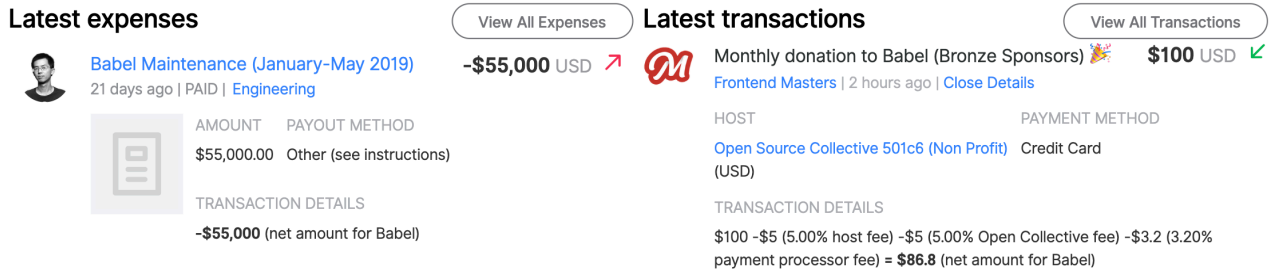 Latest expenses
View All Expenses
Babel Maintenance (January-May 2019)
-$55,000 USD
21 days ago | PAID | Engineering
AMOUNT PAYOUT METHOD
$55,000.00 Other (see instructions)
TRANSACTION DETAILS
-$55,000 (net amount for Babel)
Latest transactions
View All Transactions
M
Monthly donation to Babel (Bronze Sponsors) 🎉
$100 USD
Frontend Masters | 2 hours ago | Close Details
HOST PAYMENT METHOD
Open Source Collective 501c6 (Non Profit) Credit Card
(USD)
TRANSACTION DETAILS
$100 -$5 (5.00% host fee) -$5 (5.00% Open Collective fee) -$3.2 (3.20%
payment processor fee) = $86.8 (net amount for Babel)